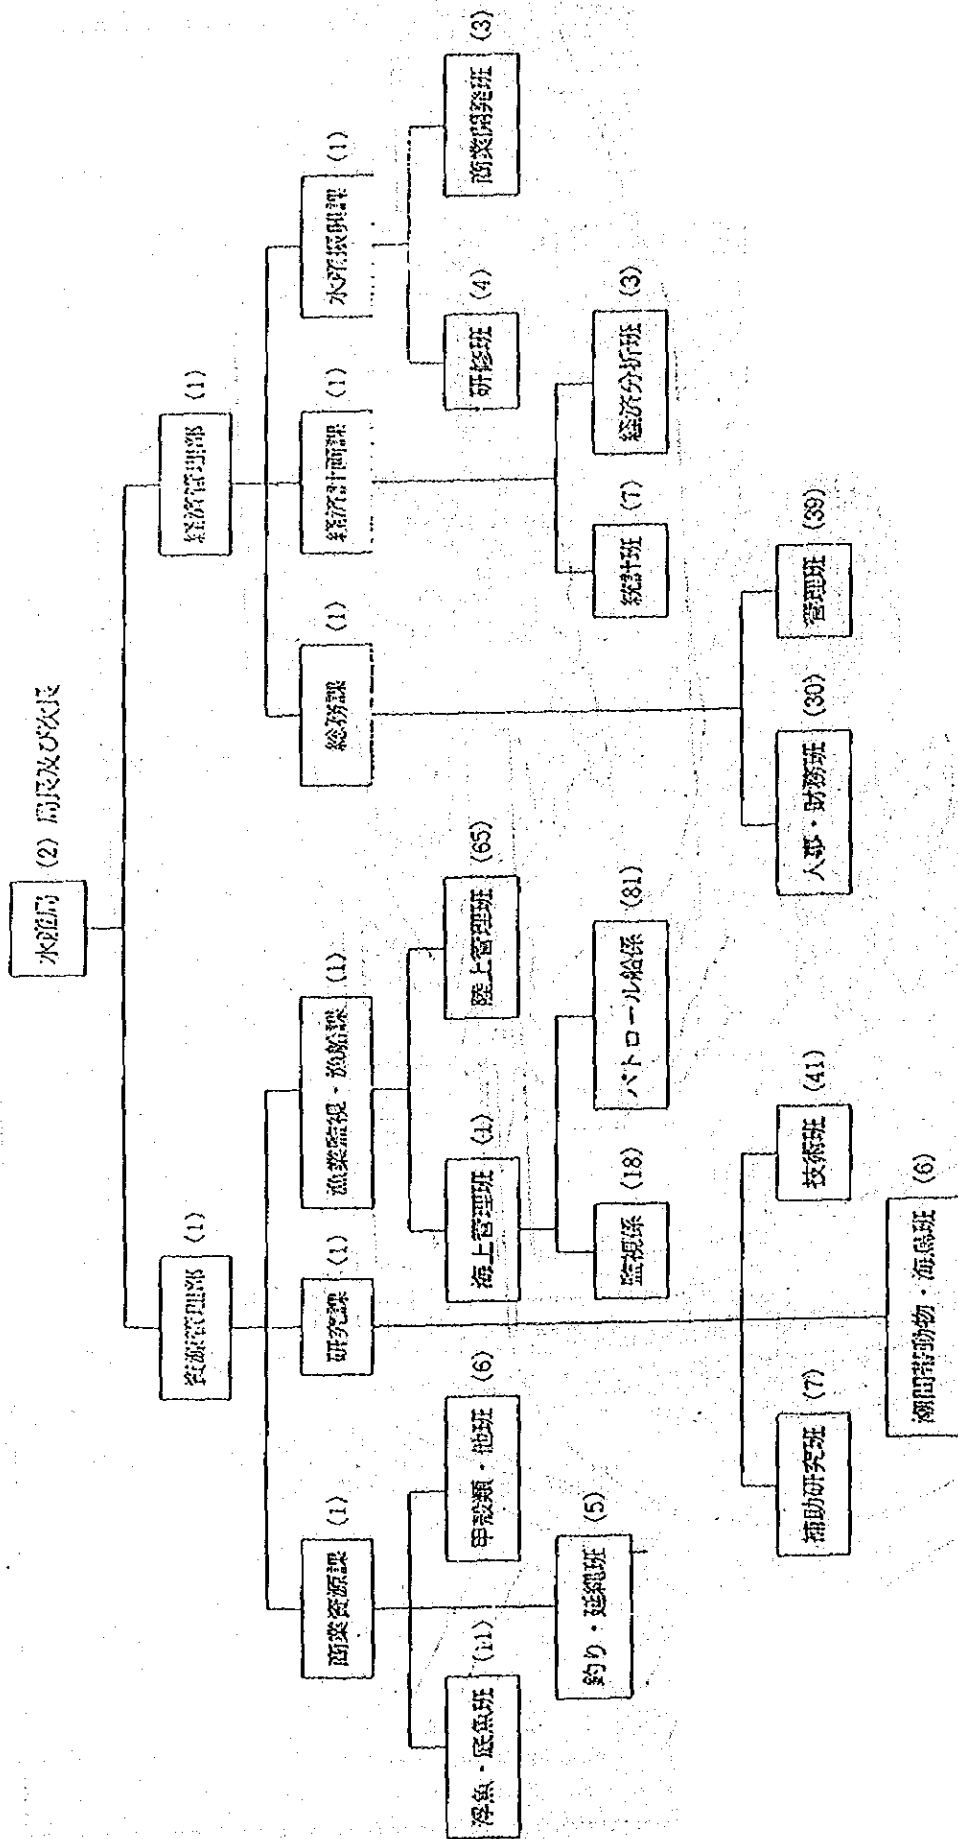 水産局 (2) 局長及び次長
資源管理部 (1)
経済管理部 (1)
商業資源課 (1)
研究課 (1)
漁業監視・漁船課 (1)
総務課 (1)
経済計画課 (1)
水産振興課 (1)
浮魚・底魚班 (11)
甲殻類・他班 (6)
海上管理班 (1)
陸上管理班 (65)
研修班 (4)
商業開発班 (3)
釣り・延縄班 (5)
監視係 (18)
パトロール船係 (81)
統計班 (7)
経済分析班 (3)
補助研究班 (7)
技術班 (41)
人事・財務班 (30)
管理班 (39)
潮間帯動物・海鳥班 (6)